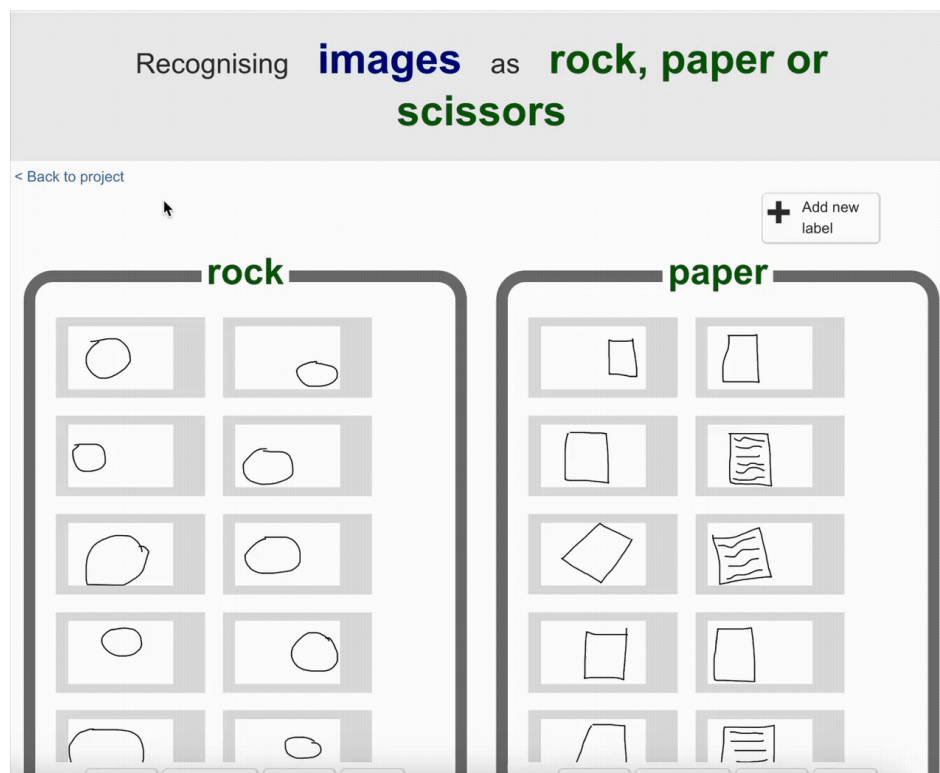 Recognising images as rock, paper or
scissors
< Back to project
Add new
label
rock
paper